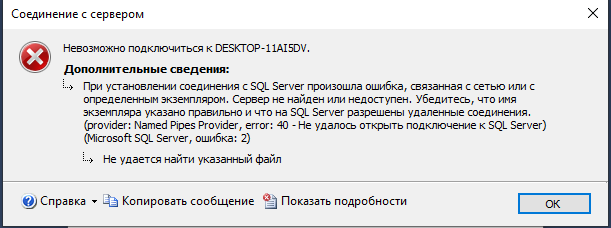 Соединение с сервером
Невозможно подключиться к DESKTOP-11AI5DV.
Дополнительные сведения:
При установлении соединения с SQL Server произошла ошибка, связанная с сетью или с
определенным экземпляром. Сервер не найден или недоступен. Убедитесь, что имя
экземпляра указано правильно и что на SQL Server разрешены удаленные соединения.
(provider: Named Pipes Provider, error: 40 - Не удалось открыть подключение к SQL Server)
(Microsoft SQL Server, ошибка: 2)
Не удается найти указанный файл
Справка Копировать сообщение Показать подробности OK